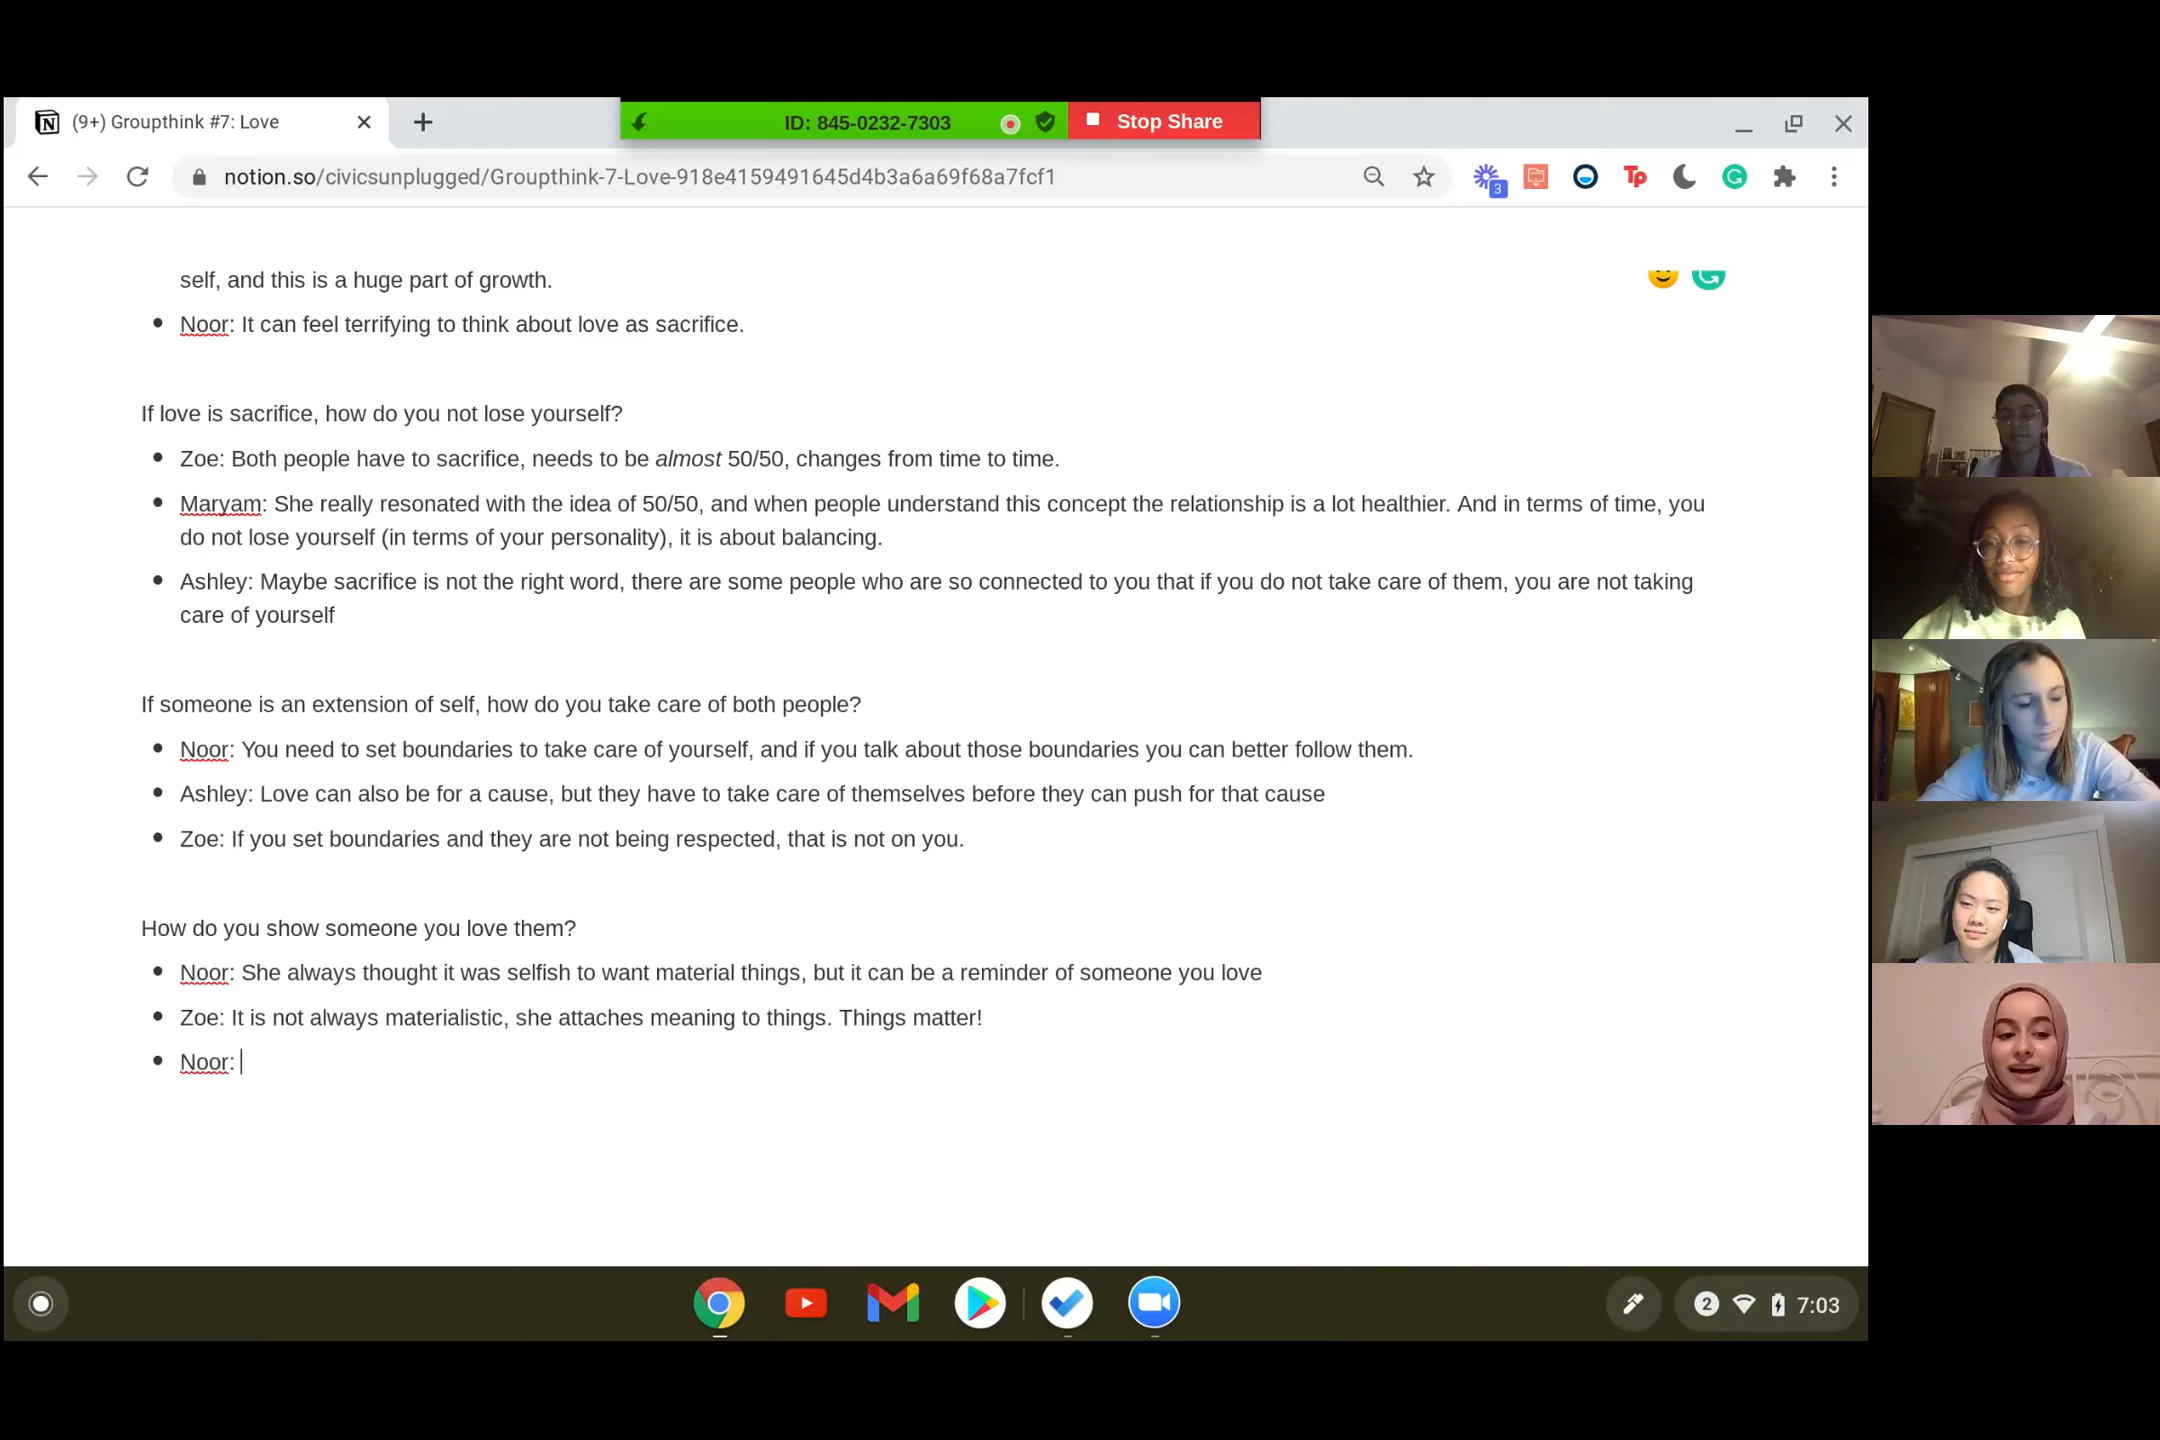 (9+) Groupthink #7: Love
ID: 845-0232-7303
Stop Share
notion.so/civicsunplugged/Groupthink-7-Love-918e4159491645d4b3a6a69f68a7fcf1
3
Tp
self, and this is a huge part of growth.
Noor: It can feel terrifying to think about love as sacrifice.
If love is sacrifice, how do you not lose yourself?
Zoe: Both people have to sacrifice, needs to be almost 50/50, changes from time to time.
Maryam: She really resonated with the idea of 50/50, and when people understand this concept the relationship is a lot healthier. And in terms of time, you
do not lose yourself (in terms of your personality), it is about balancing.
Ashley: Maybe sacrifice is not the right word, there are some people who are so connected to you that if you do not take care of them, you are not taking
care of yourself
If someone is an extension of self, how do you take care of both people?
Noor: You need to set boundaries to take care of yourself, and if you talk about those boundaries you can better follow them.
Ashley: Love can also be for a cause, but they have to take care of themselves before they can push for that cause
Zoe: If you set boundaries and they are not being respected, that is not on you.
How do you show someone you love them?
Noor: She always thought it was selfish to want material things, but it can be a reminder of someone you love
Zoe: It is not always materialistic, she attaches meaning to things. Things matter!
Noor:
2 7:03